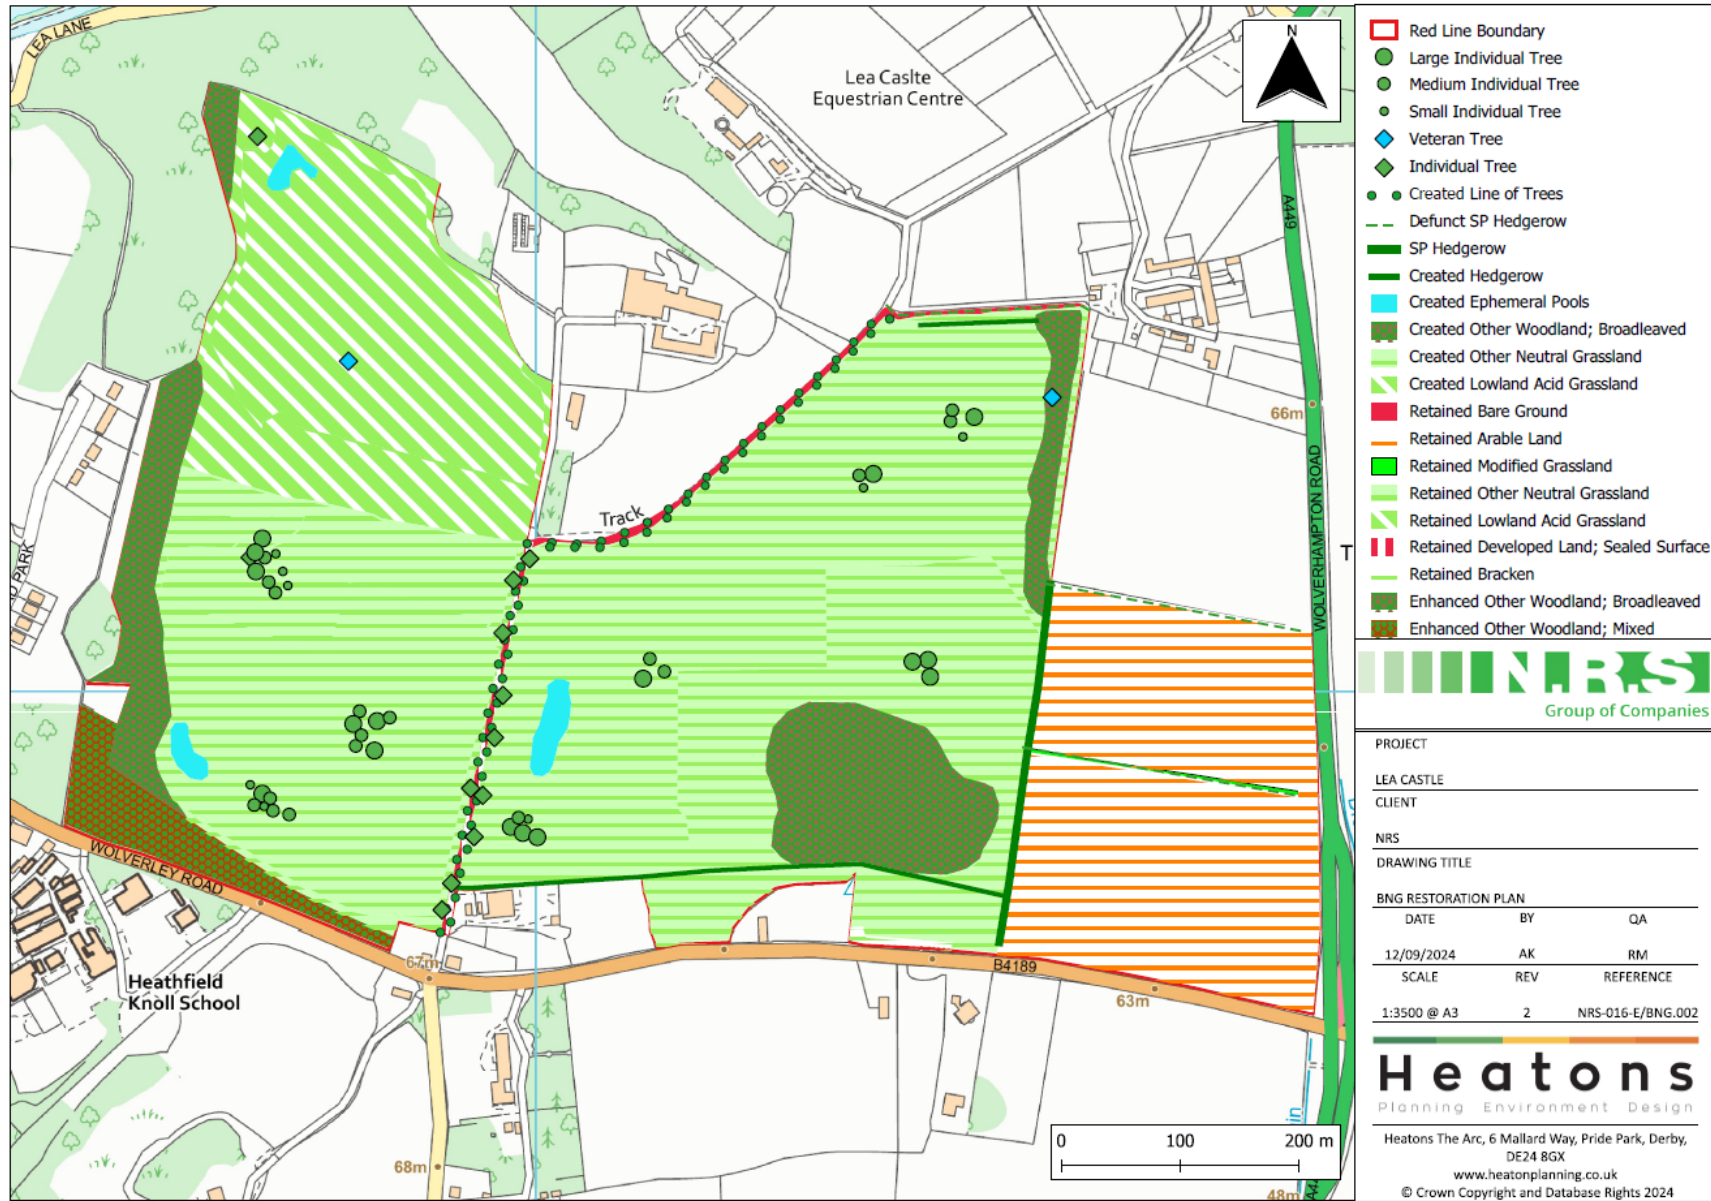 LEA LANE
Lea Caslte
Equestrian Centre
N
A449
66m
WOLVERHAMPTON ROAD
Track
PARK
T
WOLVERLEY ROAD
Heathfield
Knoll School
67m
B4189
63m
68m
48m
0 100 200 m
Red Line Boundary
Large Individual Tree
Medium Individual Tree
Small Individual Tree
Veteran Tree
Individual Tree
Created Line of Trees
Defunct SP Hedgerow
SP Hedgerow
Created Hedgerow
Created Ephemeral Pools
Created Other Woodland; Broadleaved
Created Other Neutral Grassland
Created Lowland Acid Grassland
Retained Bare Ground
Retained Arable Land
Retained Modified Grassland
Retained Other Neutral Grassland
Retained Lowland Acid Grassland
Retained Developed Land; Sealed Surface
Retained Bracken
Enhanced Other Woodland; Broadleaved
Enhanced Other Woodland; Mixed
N.R.S
Group of Companies
PROJECT
LEA CASTLE
CLIENT
NRS
DRAWING TITLE
BNG RESTORATION PLAN
DATE BY QA
12/09/2024 AK RM
SCALE REV REFERENCE
1:3500 @ A3 2 NRS-016-E/BNG.002
Heatons
Planning Environment Design
Heatons The Arc, 6 Mallard Way, Pride Park, Derby,
DE24 8GX
www.heatonplanning.co.uk
© Crown Copyright and Database Rights 2024